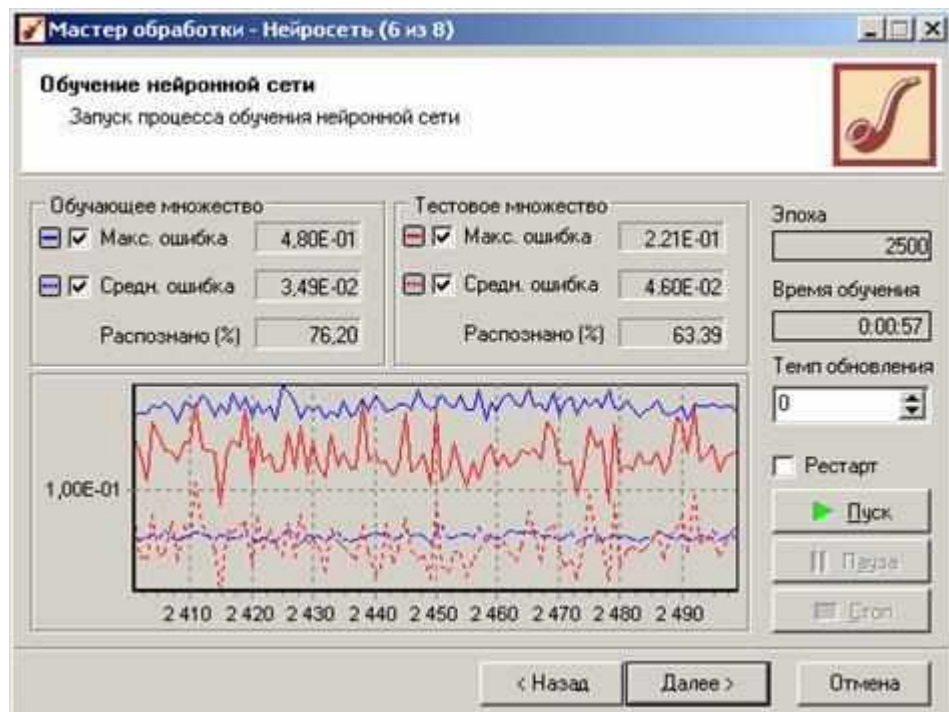 Мастер обработки - Нейросеть (6 из 8)
Обучение нейронной сети
Запуск процесса обучения нейронной сети
Обучающее множество
Макс. ошибка 4,80E-01
Средн. ошибка 3,49E-02
Распознано (%) 76,20
Тестовое множество
Макс. ошибка 2.21E-01
Средн. ошибка 4.60E-02
Распознано (%) 63.39
Эпоха
2500
Время обучения
0:00:57
Темп обновления
0
Рестарт
Пуск
Пауза
Стоп
1,00E-01
2 410 2 420 2 430 2 440 2 450 2 460 2 470 2 480 2 490
< Назад
Далее >
Отмена